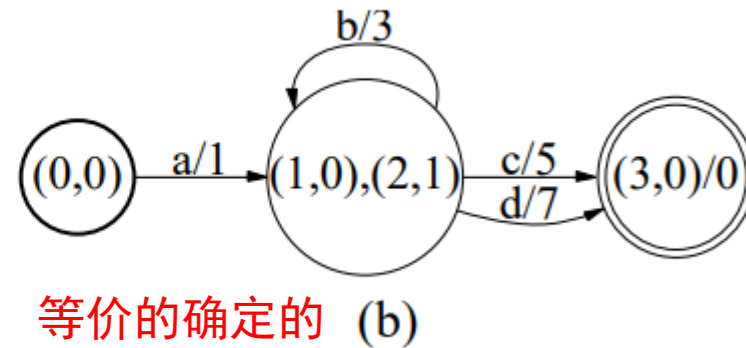 b/3
(0,0) a/1 (1,0),(2,1) c/5 (3,0)/0
d/7
等价的确定的 (b)